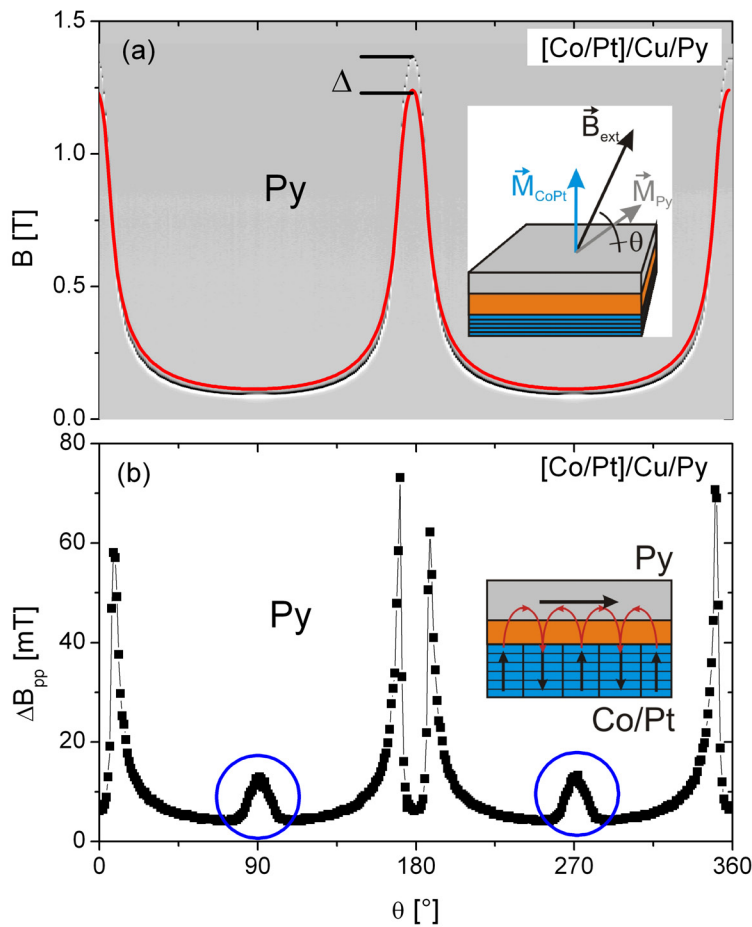 1.5
(a)
[Co/Pt]/Cu/Py
Δ
B⃗ext
1.0
Py
M⃗CoPt
M⃗Py
θ
B [T]
0.5
0.0
80
(b)
[Co/Pt]/Cu/Py
60
Py
Py
ΔBpp [mT]
40
20
Co/Pt
0
0 90 180 270 360
θ [°]